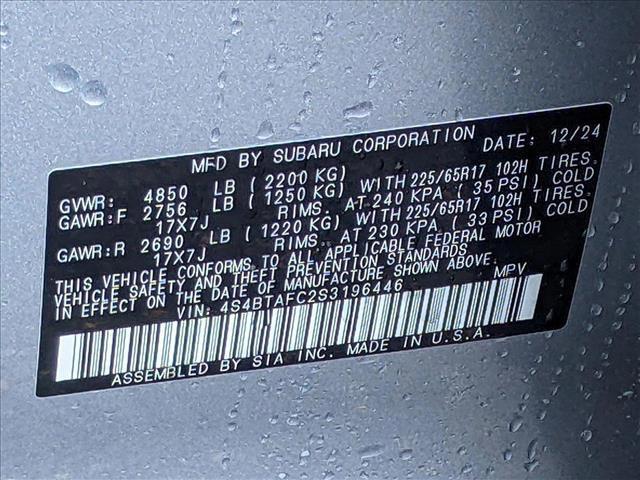 MFD BY SUBARU CORPORATION DATE: 12/24
GVWR: 4850 LB (2200 KG)
GAWR:F 2756 LB (1250 KG) WITH 225/65R17 102H TIRES.
17X7J RIMS. AT 240 KPA (35 PSI) COLD
GAWR:R 2690 LB (1220 KG) WITH 225/65R17 102H TIRES.
17X7J RIMS. AT 230 KPA (33 PSI) COLD
THIS VEHICLE CONFORMS TO ALL APPLICABLE FEDERAL MOTOR
VEHICLE SAFETY AND THEFT PREVENTION STANDARDS
IN EFFECT ON THE DATE OF MANUFACTURE SHOWN ABOVE.
VIN: 4S4BTAFC2S3196446 MPV
ASSEMBLED BY SIA INC. MADE IN U.S.A.